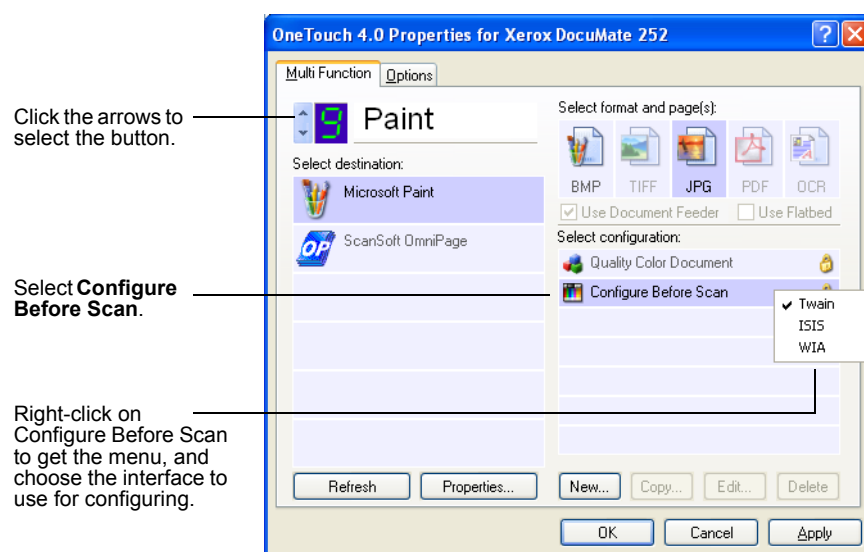 OneTouch 4.0 Properties for Xerox DocuMate 252
Multi Function
Options
Click the arrows to
select the button.
9
Paint
Select format and page(s):
BMP
TIFF
JPG
PDF
OCR
Use Document Feeder
Use Flatbed
Select destination:
Microsoft Paint
OP
ScanSoft OmniPage
Select configuration:
Quality Color Document
Configure Before Scan
Twain
ISIS
WIA
Select Configure
Before Scan.
Right-click on
Configure Before Scan
to get the menu, and
choose the interface to
use for configuring.
Refresh
Properties...
New...
Copy...
Edit...
Delete
OK
Cancel
Apply